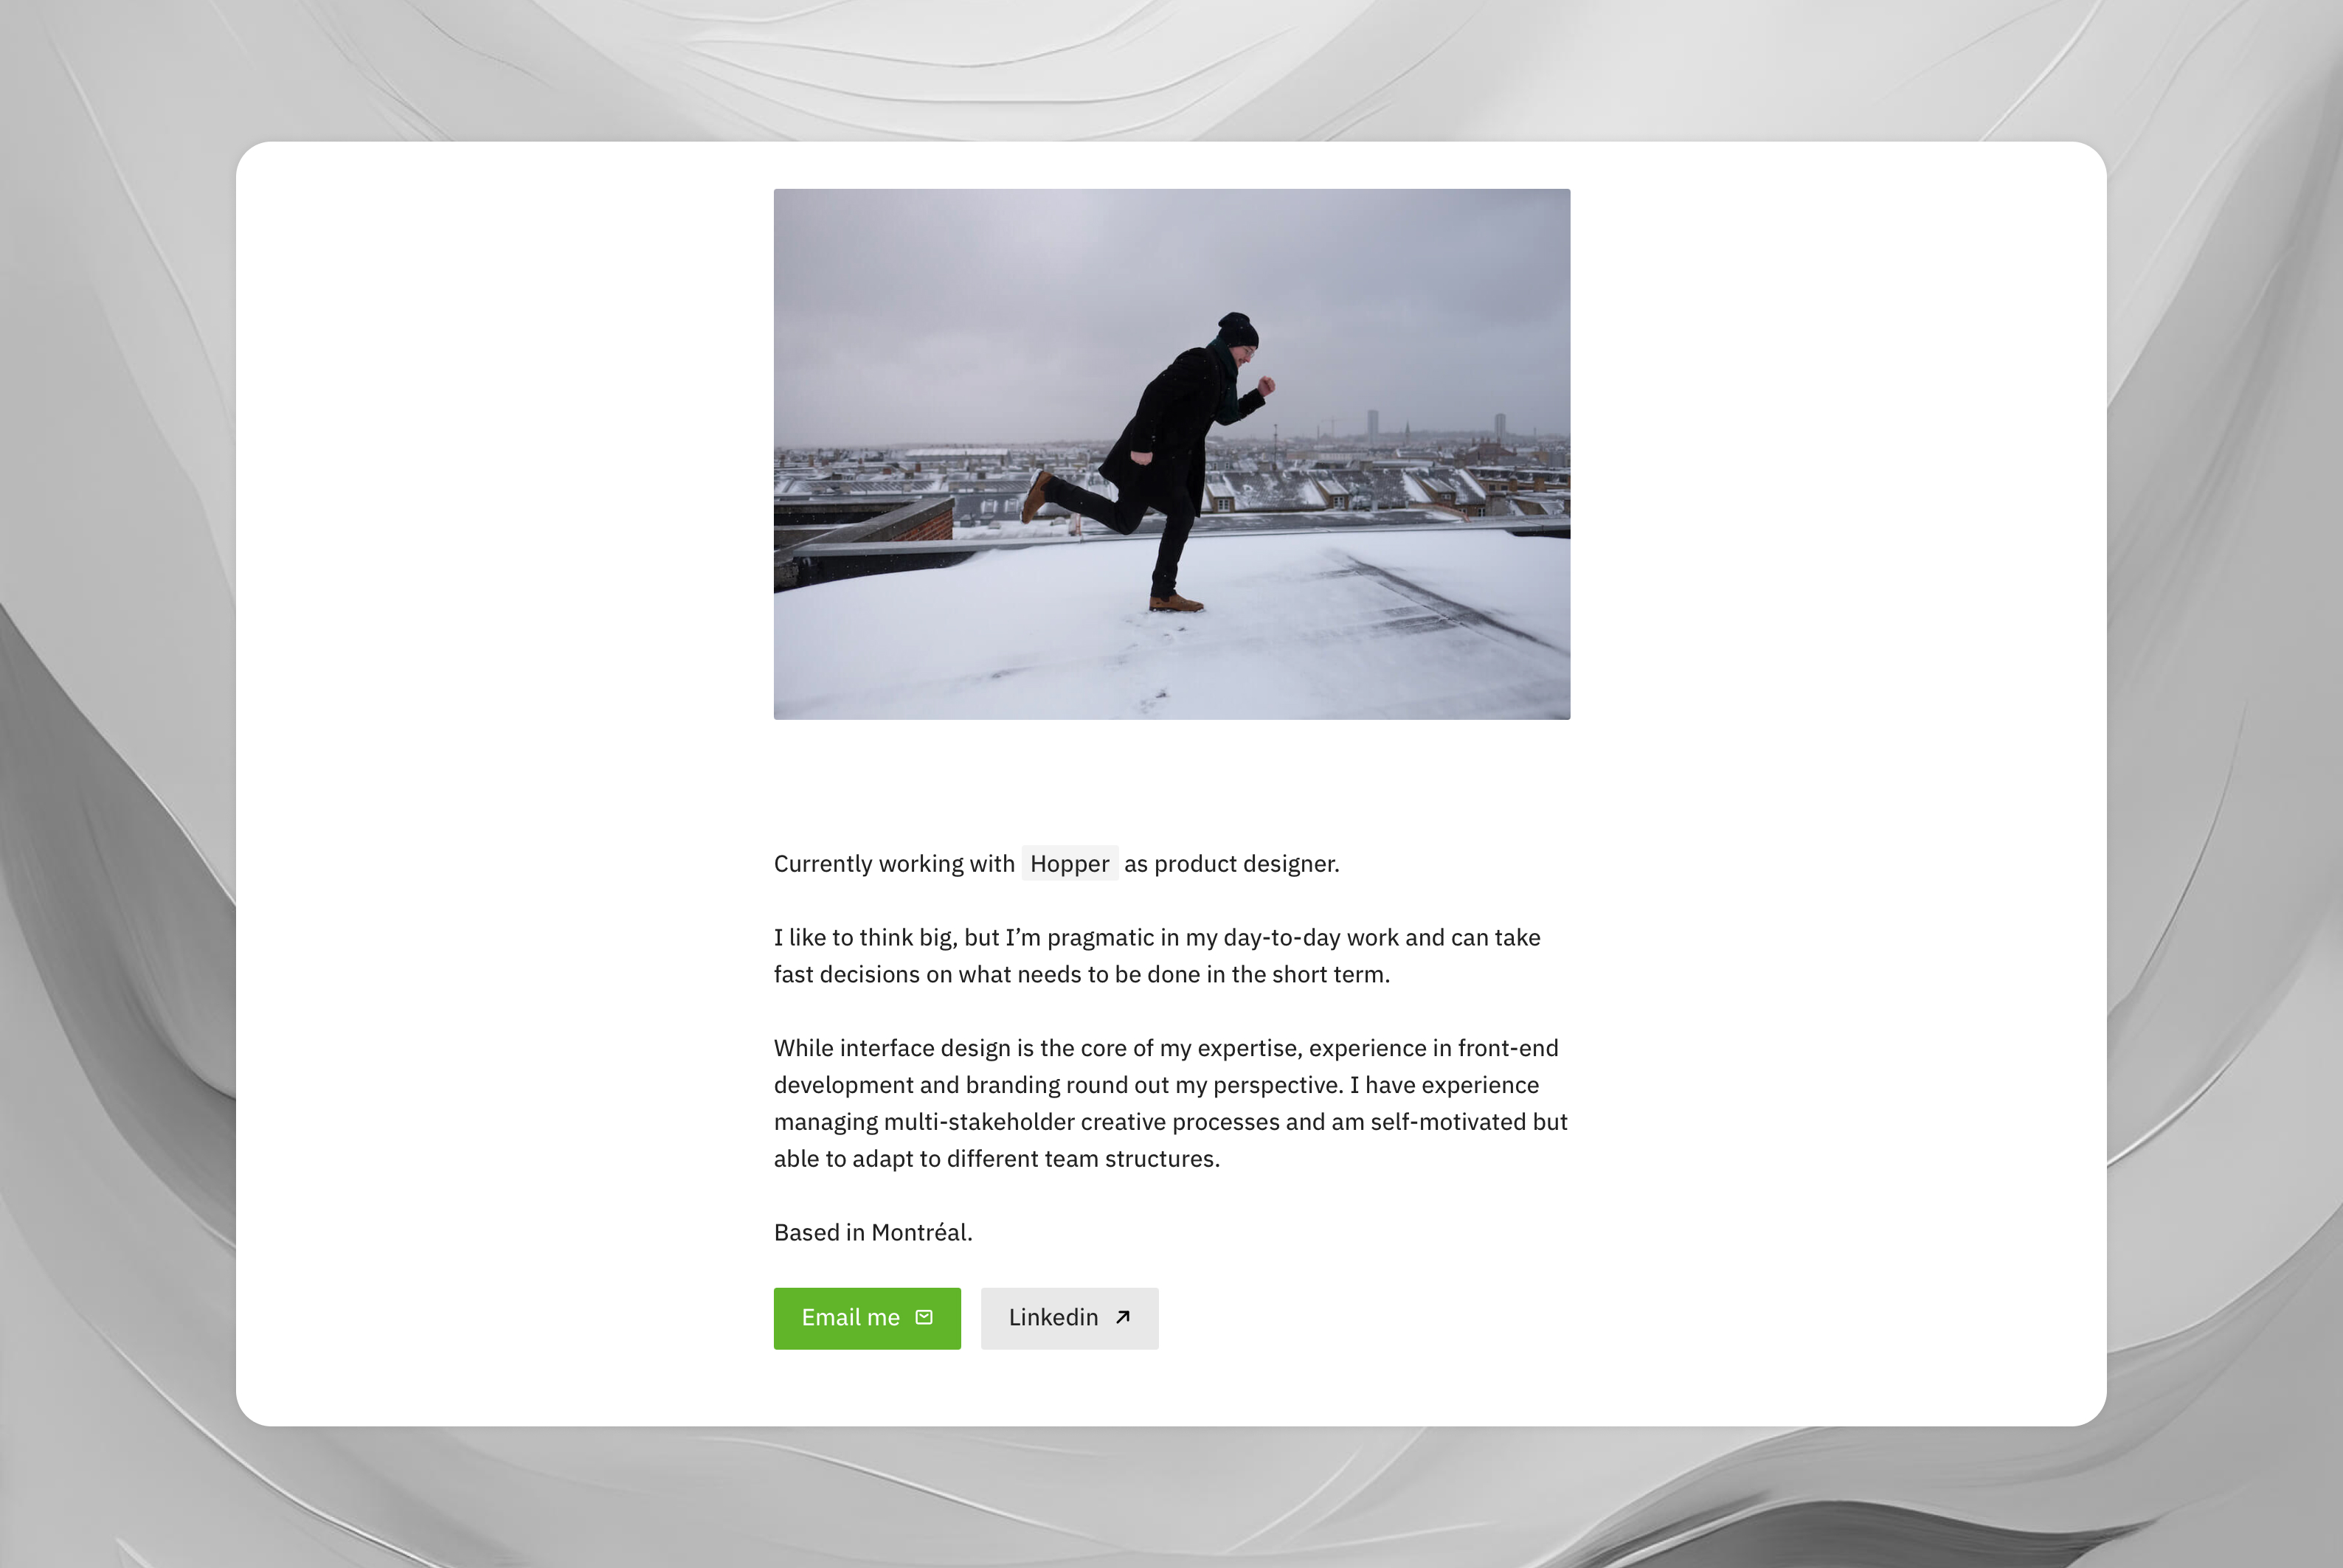 Currently working with Hopper as product designer.
I like to think big, but I’m pragmatic in my day-to-day work and can take
fast decisions on what needs to be done in the short term.
While interface design is the core of my expertise, experience in front-end
development and branding round out my perspective. I have experience
managing multi-stakeholder creative processes and am self-motivated but
able to adapt to different team structures.
Based in Montréal.
Email me
Linkedin